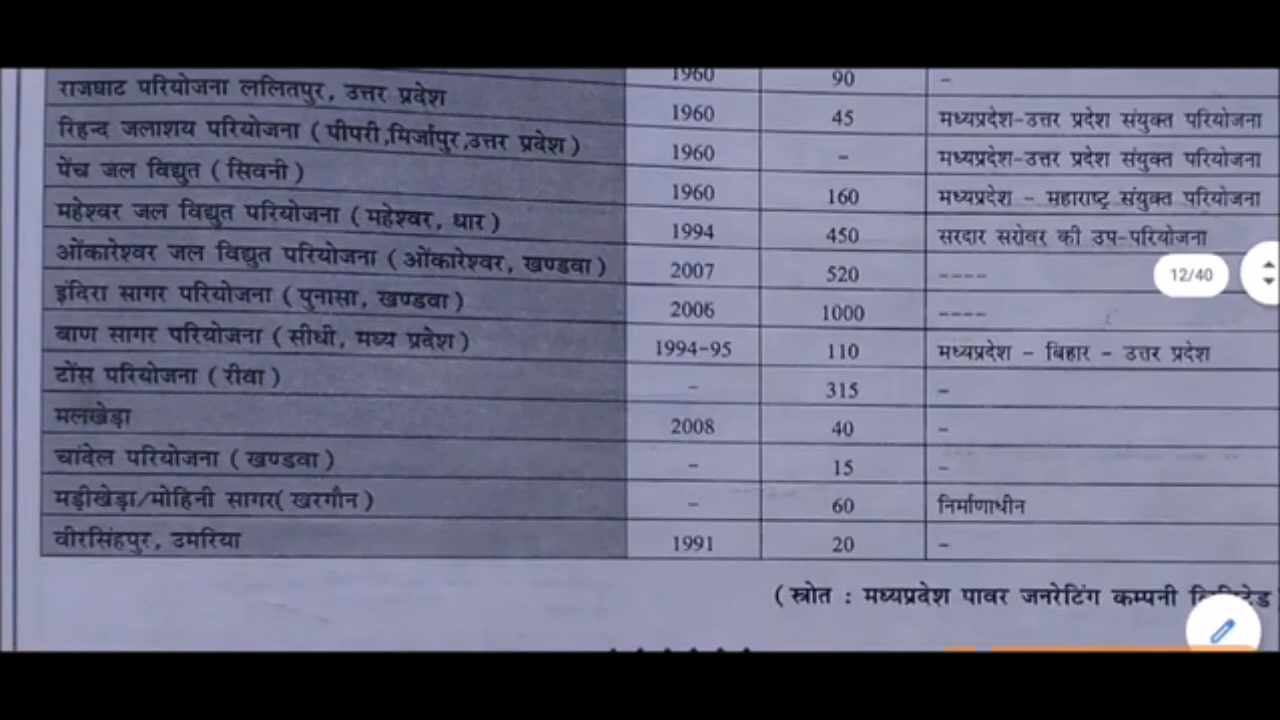 1960 90 -
राजघाट परियोजना ललितपुर, उत्तर प्रदेश 1960 45 मध्यप्रदेश-उत्तर प्रदेश संयुक्त परियोजना
रिहन्द जलाशय परियोजना (पीपरी,मिर्जापुर,उत्तर प्रदेश) 1960 - मध्यप्रदेश-उत्तर प्रदेश संयुक्त परियोजना
पेंच जल विद्युत (सिवनी) 1960 160 मध्यप्रदेश - महाराष्ट्र संयुक्त परियोजना
महेश्वर जल विद्युत परियोजना (महेश्वर, धार) 1994 450 सरदार सरोवर की उप-परियोजना
ओंकारेश्वर जल विद्युत परियोजना (ओंकारेश्वर, खण्डवा) 2007 520 ----
इंदिरा सागर परियोजना (पुनासा, खण्डवा) 2006 1000 ----
बाण सागर परियोजना (सीधी, मध्य प्रदेश) 1994-95 110 मध्यप्रदेश - बिहार - उत्तर प्रदेश
टोंस परियोजना (रीवा) - 315 -
मलखेड़ा 2008 40 -
चांदेल परियोजना (खण्डवा) - 15 -
मड़ीखेड़ा/मोहिनी सागर(खरगौन) - 60 निर्माणाधीन
वीरसिंहपुर, उमरिया 1991 20 -
(स्त्रोत : मध्यप्रदेश पावर जनरेटिंग कम्पनी
12/40